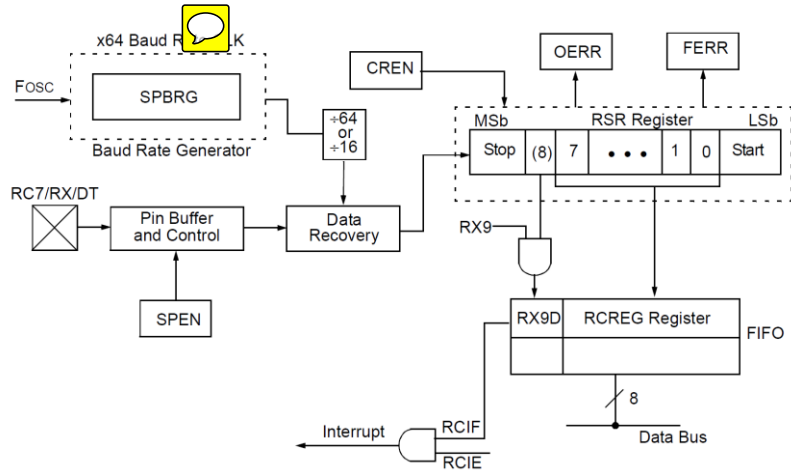 x64 Baud R LK
FOSC
SPBRG
Baud Rate Generator
÷64
or
÷16
CREN
OERR
FERR
MSb
RSR Register
LSb
Stop
(8)
7
• • •
1
0
Start
RC7/RX/DT
Pin Buffer
and Control
Data
Recovery
SPEN
RX9
RX9D
RCREG Register
FIFO
8
Data Bus
Interrupt
RCIF
RCIE